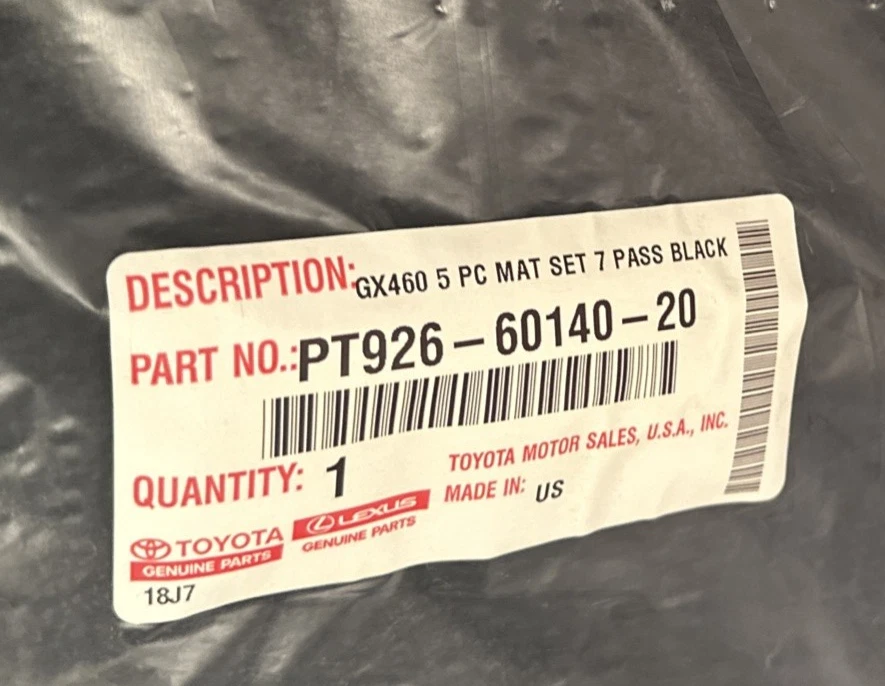 DESCRIPTION: GX460 5 PC MAT SET 7 PASS BLACK
PART NO.: PT926-60140-20
QUANTITY: 1
TOYOTA MOTOR SALES, U.S.A., INC.
MADE IN: US
TOYOTA
GENUINE PARTS
LEXUS
GENUINE PARTS
18J7